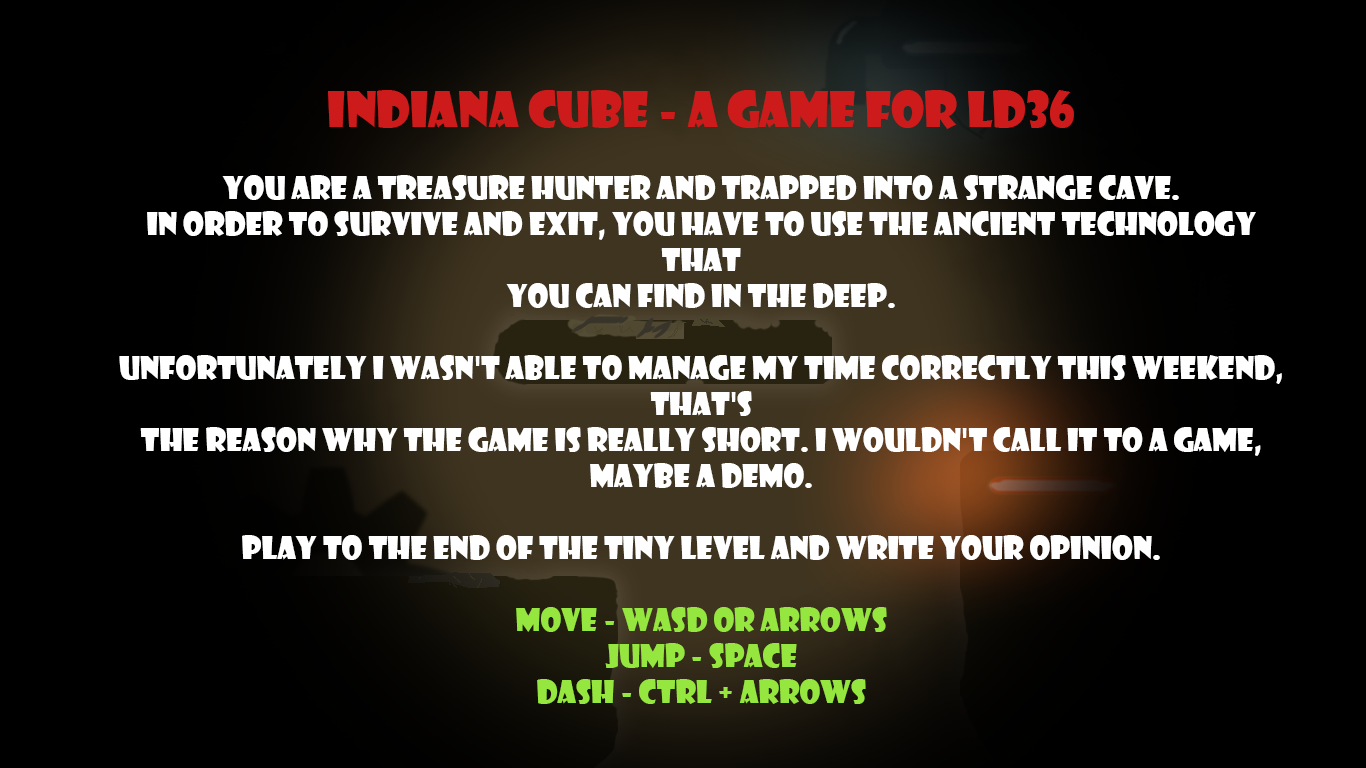 INDIANA CUBE - A GAME FOR LD36
YOU ARE A TREASURE HUNTER AND TRAPPED INTO A STRANGE CAVE.
IN ORDER TO SURVIVE AND EXIT, YOU HAVE TO USE THE ANCIENT TECHNOLOGY
THAT
YOU CAN FIND IN THE DEEP.
UNFORTUNATELY I WASN'T ABLE TO MANAGE MY TIME CORRECTLY THIS WEEKEND,
THAT'S
THE REASON WHY THE GAME IS REALLY SHORT. I WOULDN'T CALL IT TO A GAME,
MAYBE A DEMO.
PLAY TO THE END OF THE TINY LEVEL AND WRITE YOUR OPINION.
MOVE - WASD OR ARROWS
JUMP - SPACE
DASH - CTRL + ARROWS